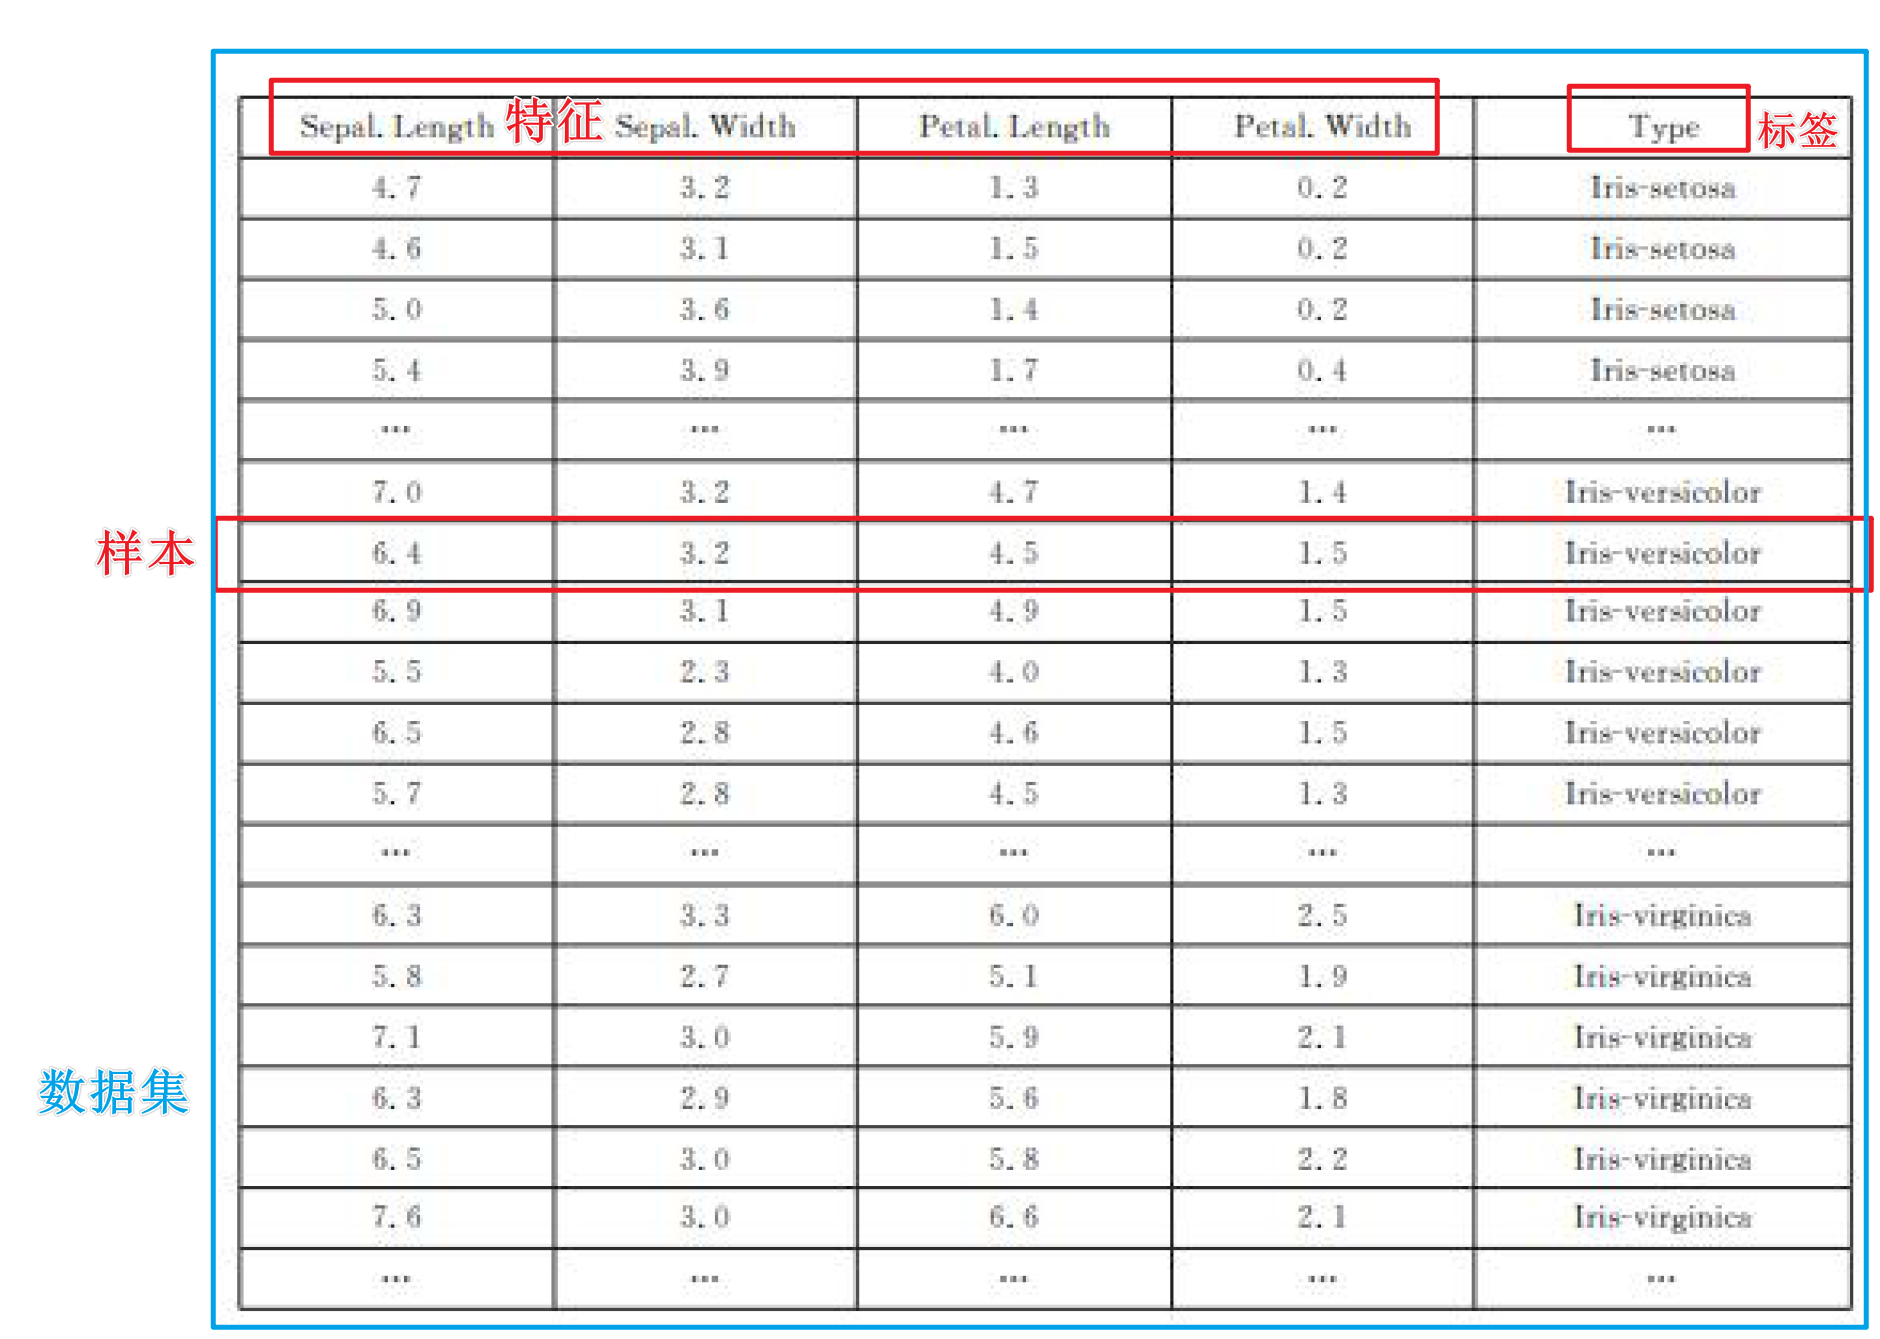 Sepal. Length 特征 Sepal. Width Petal. Length Petal. Width Type 标签
4.7 3.2 1.3 0.2 Iris-setosa
4.6 3.1 1.5 0.2 Iris-setosa
5.0 3.6 1.4 0.2 Iris-setosa
5.4 3.9 1.7 0.4 Iris-setosa
… … … … …
7.0 3.2 4.7 1.4 Iris-versicolor
样本 6.4 3.2 4.5 1.5 Iris-versicolor
6.9 3.1 4.9 1.5 Iris-versicolor
5.5 2.3 4.0 1.3 Iris-versicolor
6.5 2.8 4.6 1.5 Iris-versicolor
5.7 2.8 4.5 1.3 Iris-versicolor
… … … … …
6.3 3.3 6.0 2.5 Iris-virginica
5.8 2.7 5.1 1.9 Iris-virginica
7.1 3.0 5.9 2.1 Iris-virginica
数据集 6.3 2.9 5.6 1.8 Iris-virginica
6.5 3.0 5.8 2.2 Iris-virginica
7.6 3.0 6.6 2.1 Iris-virginica
… … … … …